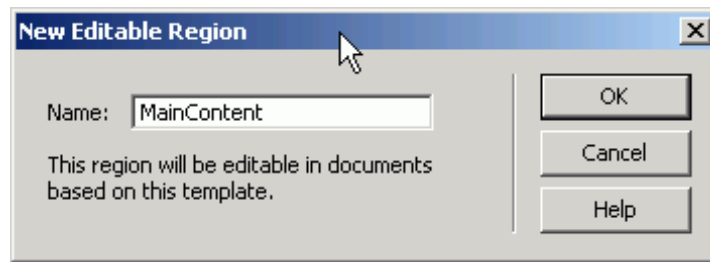 New Editable Region
Name: MainContent
This region will be editable in documents
based on this template.
OK
Cancel
Help